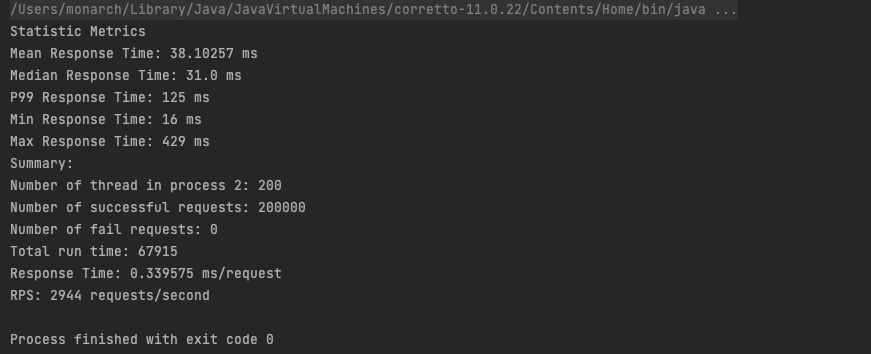 /Users/monarch/Library/Java/JavaVirtualMachines/corretto-11.0.22/Contents/Home/bin/java ...
Statistic Metrics
Mean Response Time: 38.10257 ms
Median Response Time: 31.0 ms
P99 Response Time: 125 ms
Min Response Time: 16 ms
Max Response Time: 429 ms
Summary:
Number of thread in process 2: 200
Number of successful requests: 200000
Number of fail requests: 0
Total run time: 67915
Response Time: 0.339575 ms/request
RPS: 2944 requests/second
Process finished with exit code 0